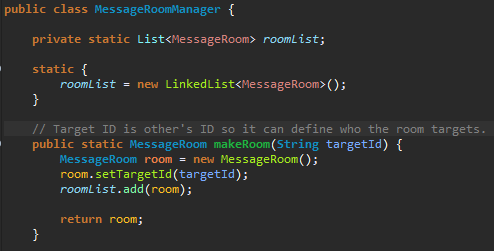 public class MessageRoomManager {
private static List<MessageRoom> roomList;
static {
roomList = new LinkedList<MessageRoom>();
}
// Target ID is other's ID so it can define who the room targets.
public static MessageRoom makeRoom(String targetId) {
MessageRoom room = new MessageRoom();
room.setTargetId(targetId);
roomList.add(room);
return room;
}